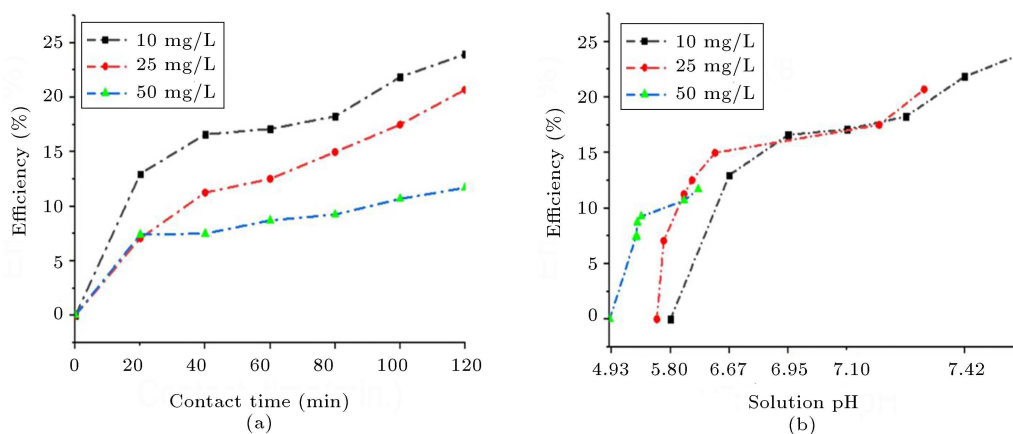 10 mg/L
25 mg/L
50 mg/L
Efficiency (%)
25
20
15
10
5
0
0 20 40 60 80 100 120
Contact time (min)
(a)
10 mg/L
25 mg/L
50 mg/L
Efficiency (%)
25
20
15
10
5
0
4.93 5.80 6.67 6.95 7.10 7.42
Solution pH
(b)